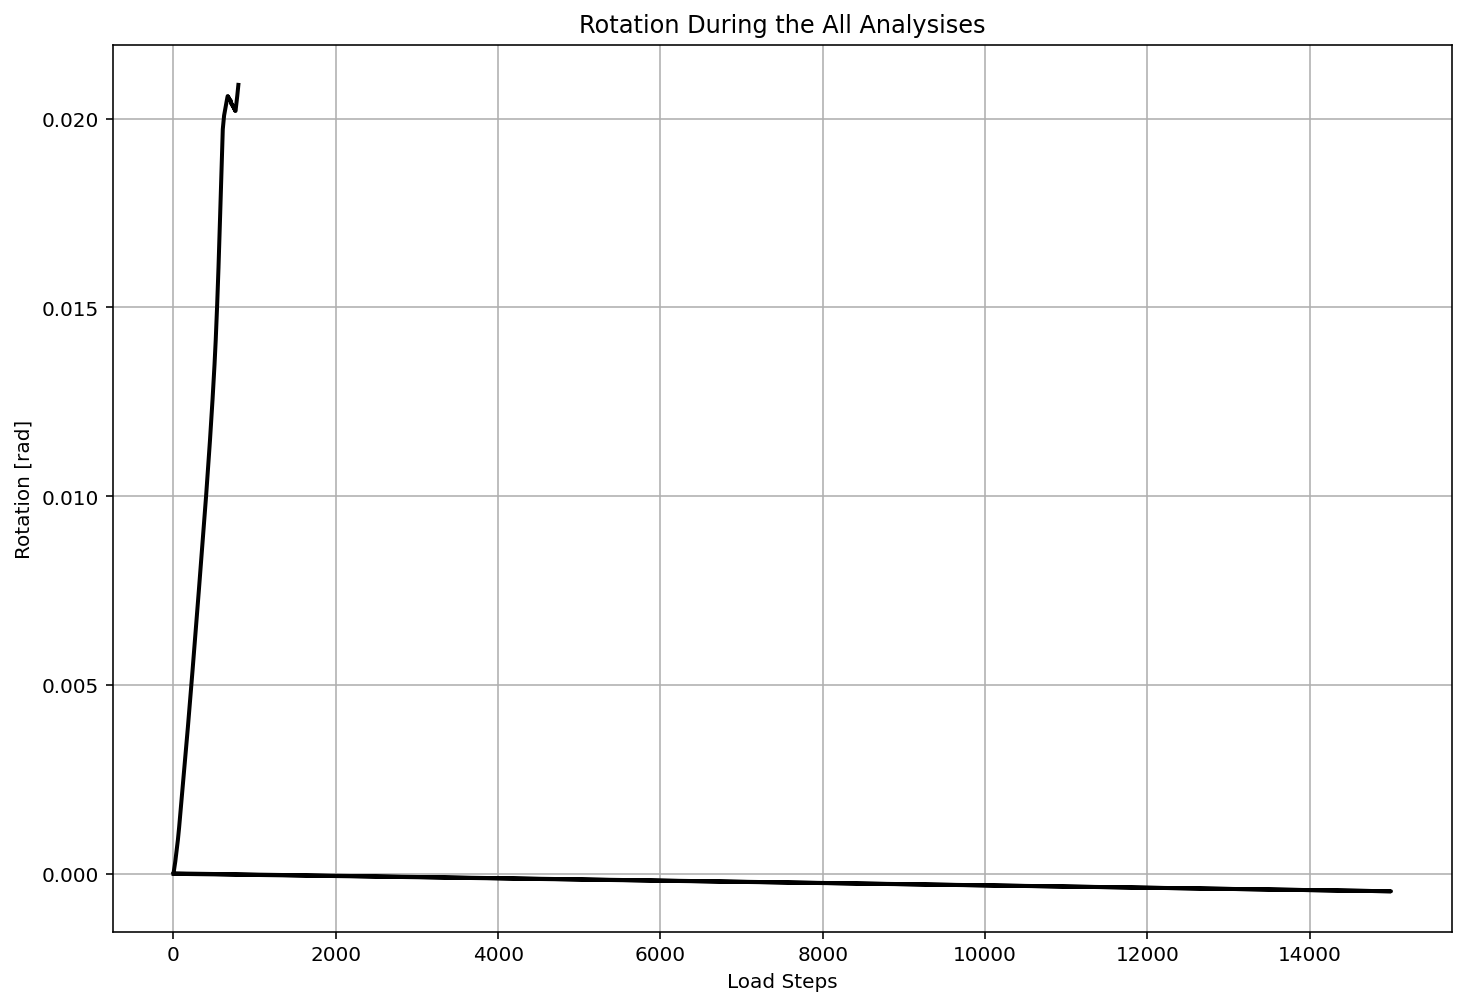 Rotation During the All Analysises
0.020
0.015
0.010
0.005
0.000
Rotation [rad]
0 2000 4000 6000 8000 10000 12000 14000
Load Steps